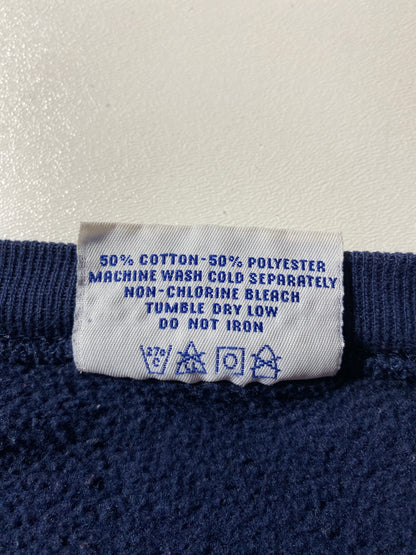 50% COTTON-50% POLYESTER
MACHINE WASH COLD SEPARATELY
NON-CHLORINE BLEACH
TUMBLE DRY LOW
DO NOT IRON